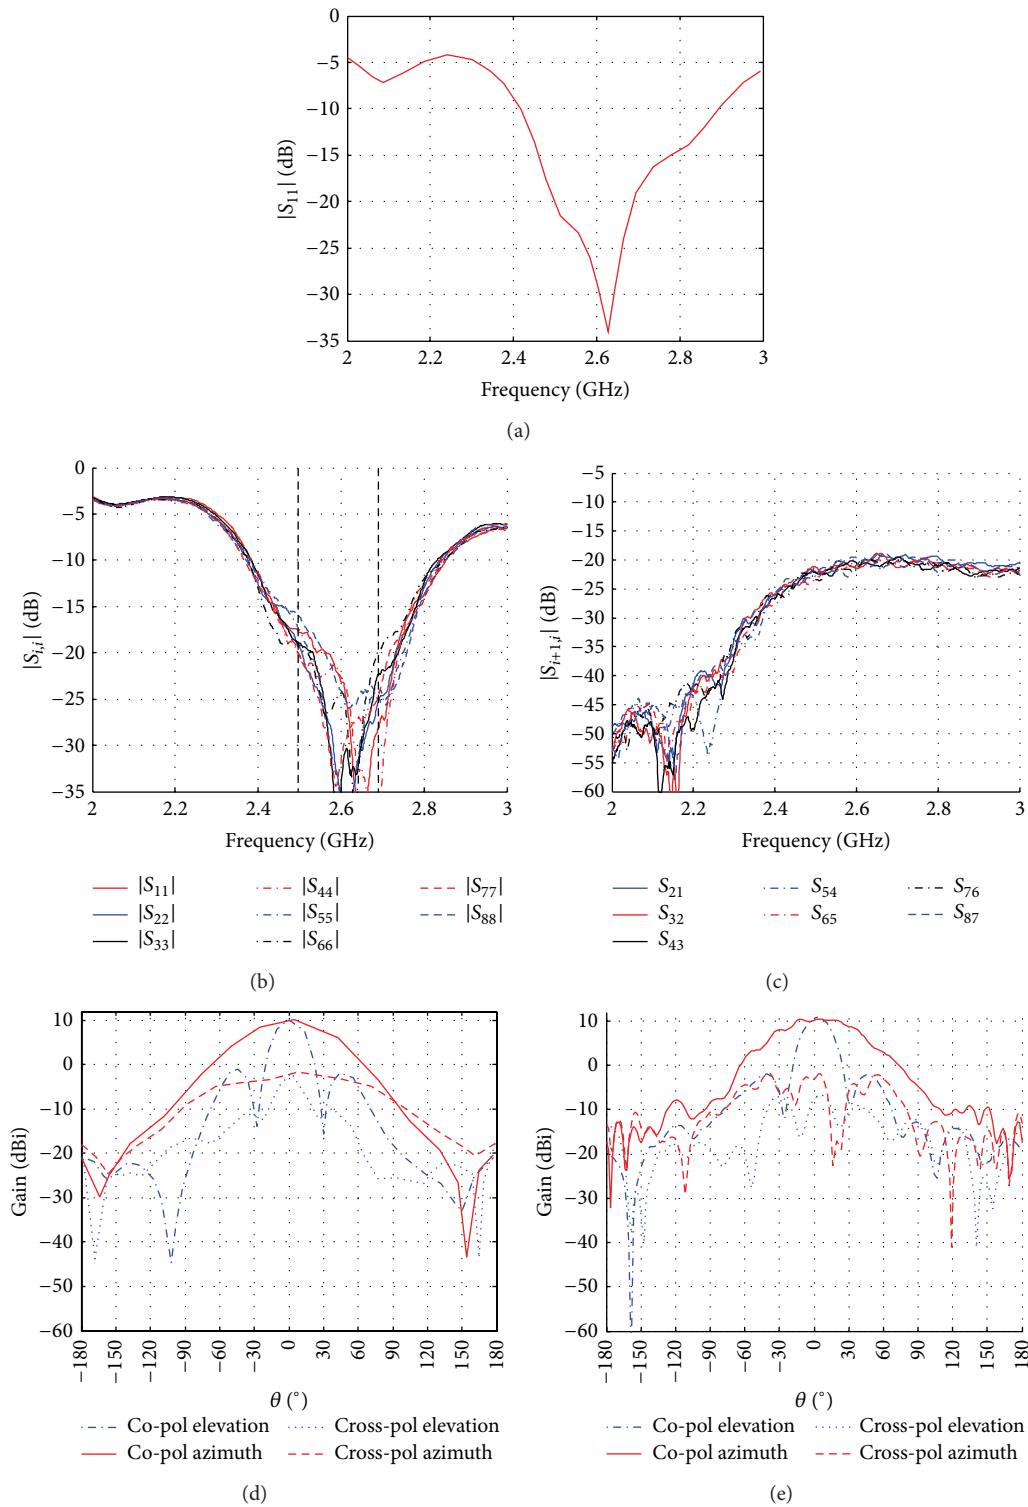 0
−5
−10
−15
−20
−25
−30
−35
|S11| (dB)
2 2.2 2.4 2.6 2.8 3
Frequency (GHz)
(a)
0
−5
−10
−15
−20
−25
−30
−35
|Si,i| (dB)
2 2.2 2.4 2.6 2.8 3
Frequency (GHz)
|S11| |S44| |S77|
|S22| |S55| |S88|
|S33| |S66|
(b)
−5
−10
−15
−20
−25
−30
−35
−40
−45
−50
−55
−60
|Si+1,i| (dB)
2 2.2 2.4 2.6 2.8 3
Frequency (GHz)
S21 S54 S76
S32 S65 S87
S43
(c)
10
0
−10
−20
−30
−40
−50
−60
Gain (dBi)
−180 −150 −120 −90 −60 −30 0 30 60 90 120 150 180
θ (°)
Co-pol elevation Cross-pol elevation
Co-pol azimuth Cross-pol azimuth
(d)
10
0
−10
−20
−30
−40
−50
−60
Gain (dBi)
−180 −150 −120 −90 −60 −30 0 30 60 90 120 150 180
θ (°)
Co-pol elevation Cross-pol elevation
Co-pol azimuth Cross-pol azimuth
(e)